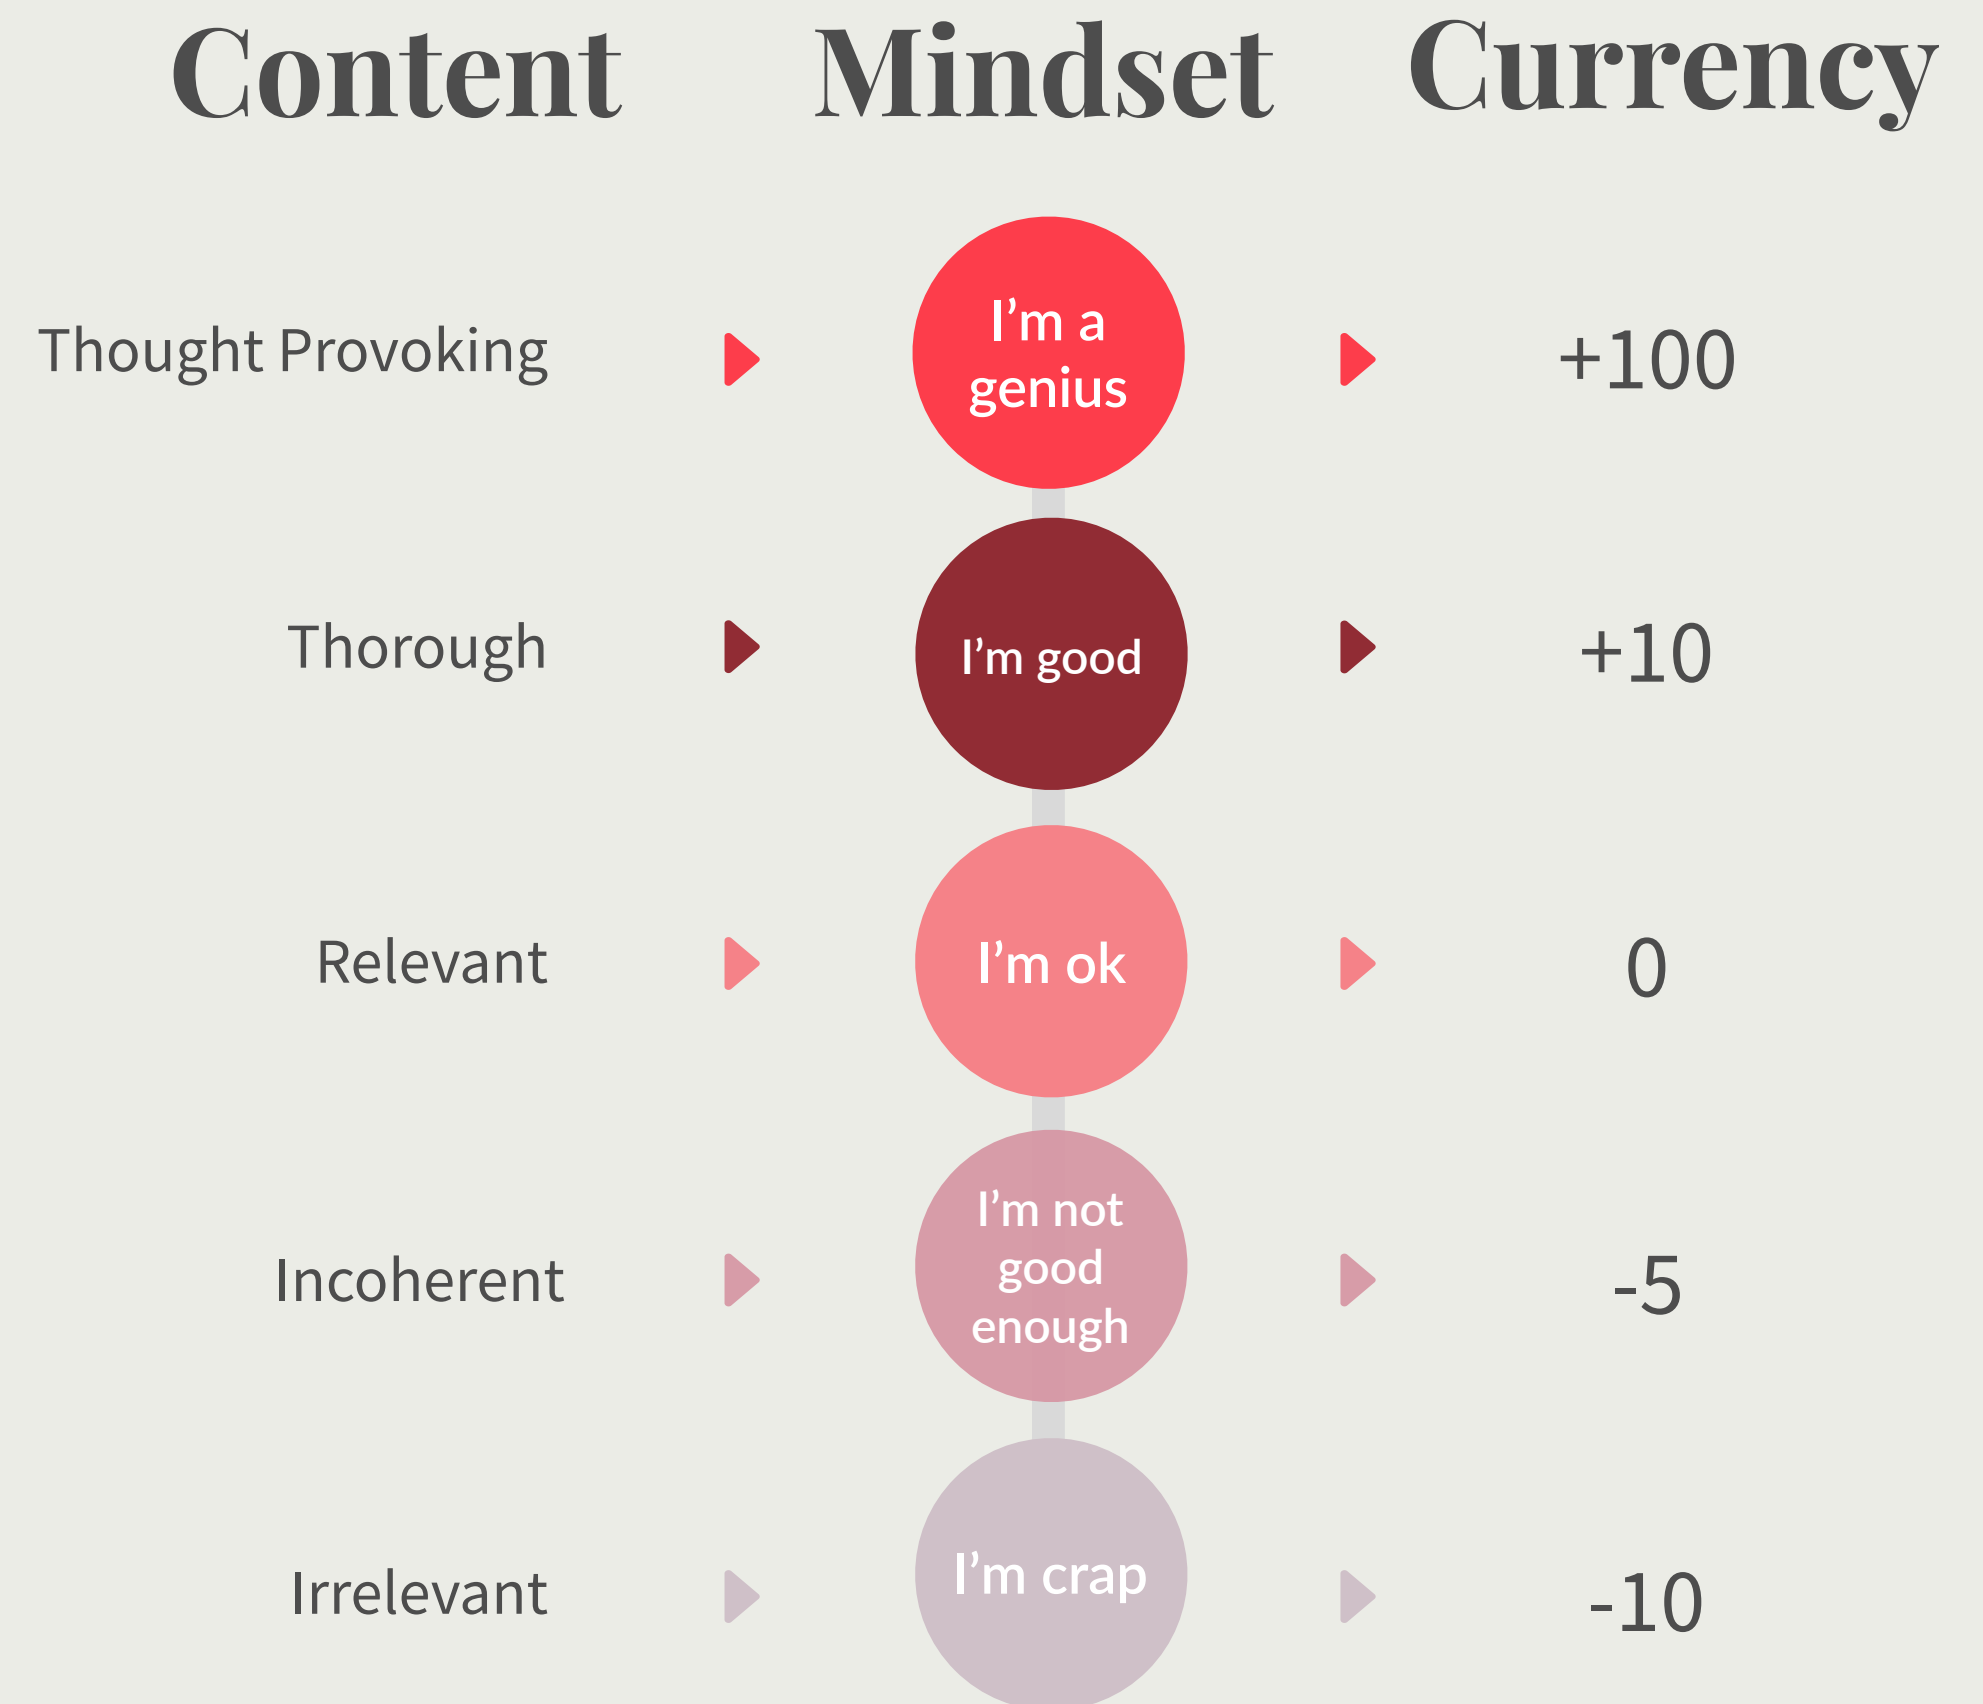 Content Mindset Currency
Thought Provoking
I’m a
genius
+100
Thorough
I’m good
+10
Relevant
I’m ok
0
Incoherent
I’m not
good
enough
-5
Irrelevant
I’m crap
-10